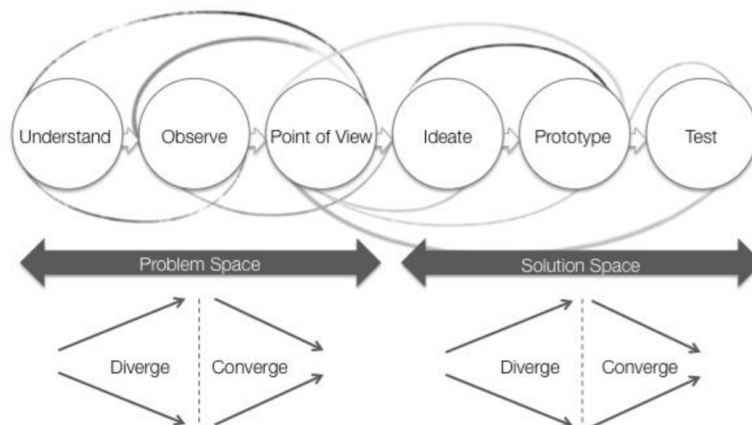 Understand
Observe
Point of View
Ideate
Prototype
Test
Problem Space
Solution Space
Diverge
Converge
Diverge
Converge